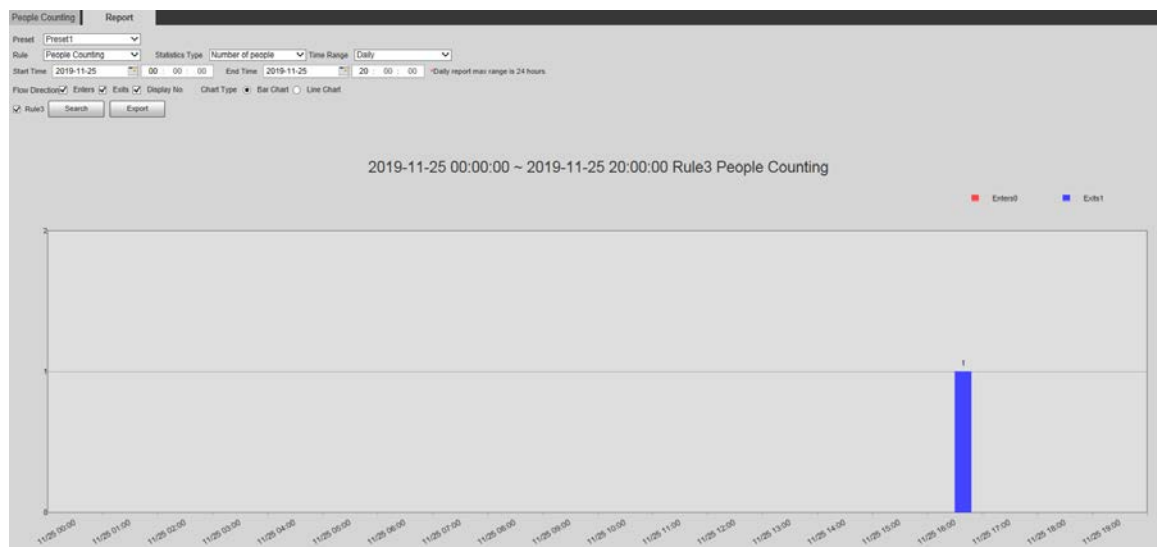 People Counting Report
Preset Preset1
Rule People Counting Statistics Type Number of people Time Range Daily
Start Time 2019-11-25 00 : 00 : 00 End Time 2019-11-25 20 : 00 : 00 *Daily report max range is 24 hours.
Flow Direction Enters Exits Display No. Chart Type Bar Chart Line Chart
Rule3 Search Export
2019-11-25 00:00:00 ~ 2019-11-25 20:00:00 Rule3 People Counting
Enters0 Exits1
2
1
1
0
11/25 00:00 11/25 01:00 11/25 02:00 11/25 03:00 11/25 04:00 11/25 05:00 11/25 06:00 11/25 07:00 11/25 08:00 11/25 09:00 11/25 10:00 11/25 11:00 11/25 12:00 11/25 13:00 11/25 14:00 11/25 15:00 11/25 16:00 11/25 17:00 11/25 18:00 11/25 19:00